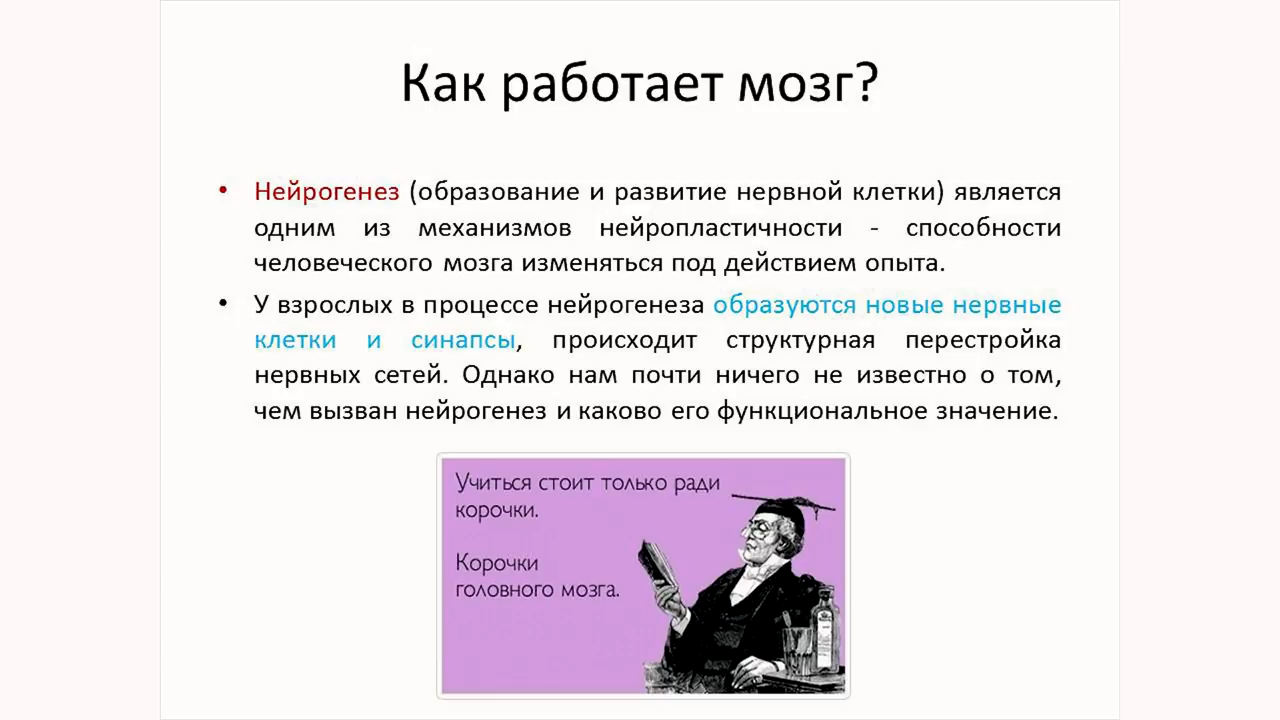 Как работает мозг?
• Нейрогенез (образование и развитие нервной клетки) является
одним из механизмов нейропластичности - способности
человеческого мозга изменяться под действием опыта.
• У взрослых в процессе нейрогенеза образуются новые нервные
клетки и синапсы, происходит структурная перестройка
нервных сетей. Однако нам почти ничего не известно о том,
чем вызван нейрогенез и каково его функциональное значение.
Учиться стоит только ради
корочки.
Корочки
головного мозга.